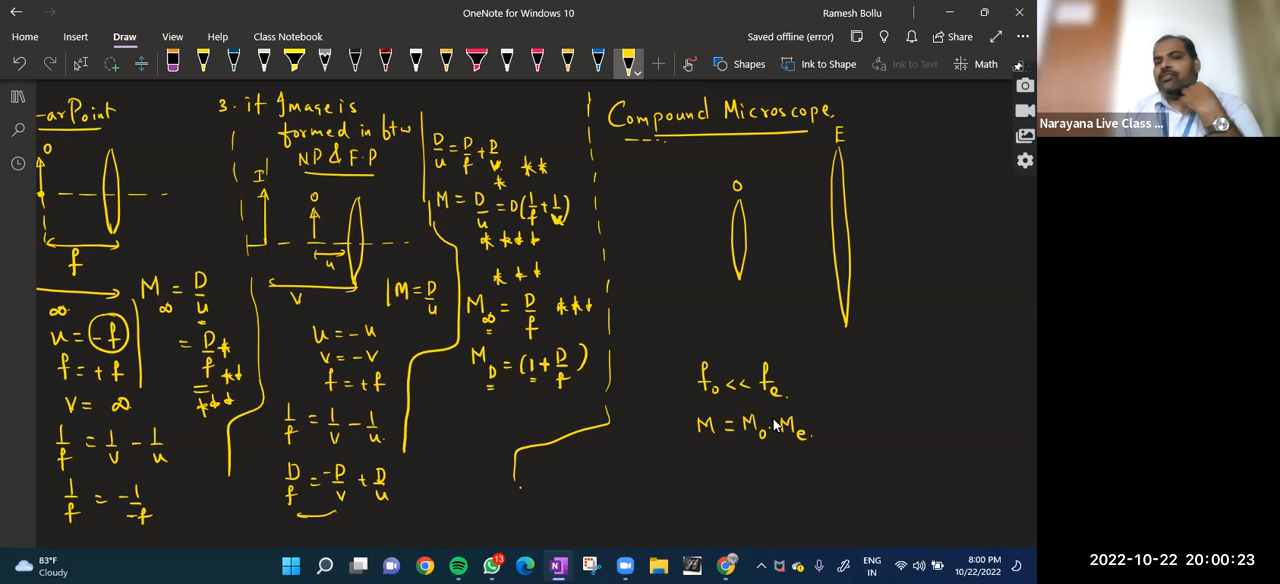 OneNote for Windows 10
Ramesh Bollu
Home Insert Draw View Help Class Notebook
Saved offline (error)
Share
Shapes
Ink to Shape
Ink to Text
Math
-ar Point
O
f
∞
u = -f
f = +f
v = ∞
1/f = 1/v - 1/u
1/f = -1/-f
M∞ = D/u
= D/f ***
3. if Image is
formed in btw
NP & F.P
I
O
u
v
M = D/u
u = -u
v = -v
f = +f
1/f = 1/v - 1/u
D/f = -D/v + D/u
D/u = D/f + D/v **
M = D/u = D(1/f + 1/v)
M∞ = D/f ***
M_D = (1 + D/f)
Compound Microscope
O
E
f₀ << fₑ.
M = M₀.Mₑ.
Narayana Live Class ...
83°F
Cloudy
13
ENG
IN
8:00 PM
10/22/2022
2022-10-22 20:00:23